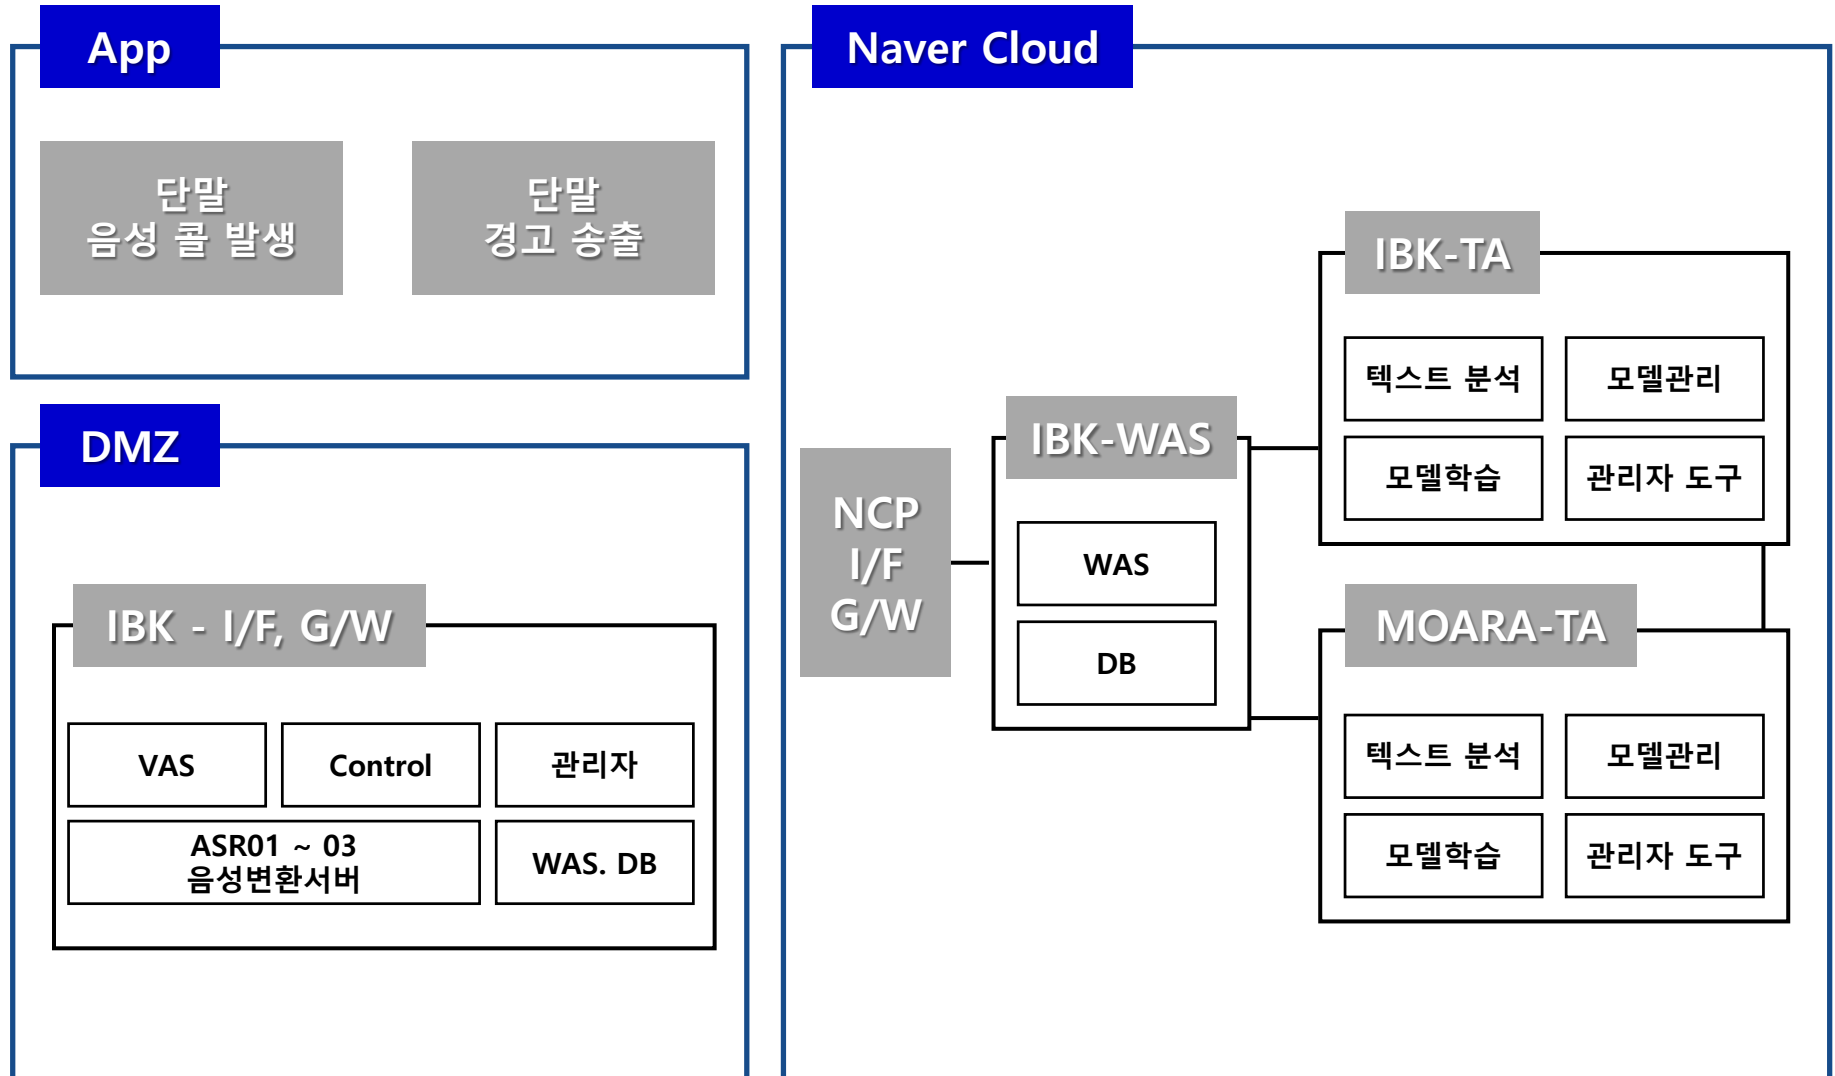 App
단말
음성 콜 발생
단말
경고 송출
DMZ
IBK - I/F, G/W
VAS
Control
관리자
ASR01 ~ 03
음성변환서버
WAS. DB
Naver Cloud
NCP
I/F
G/W
IBK-WAS
WAS
DB
IBK-TA
텍스트 분석
모델관리
모델학습
관리자 도구
MOARA-TA
텍스트 분석
모델관리
모델학습
관리자 도구